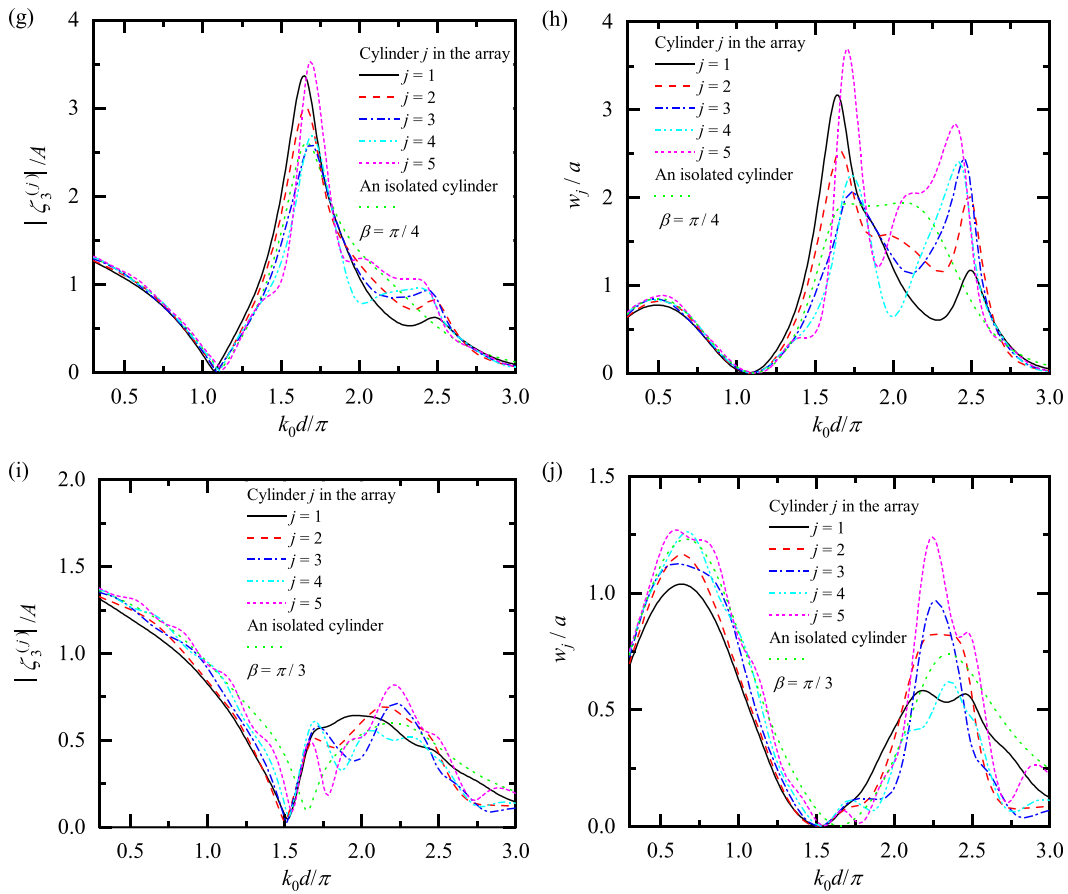 (g)
4
3
2
1
0
0.5 1.0 1.5 2.0 2.5 3.0
k₀d/π
|ζ₃⁽ʲ⁾|/A
Cylinder j in the array
j = 1
j = 2
j = 3
j = 4
j = 5
An isolated cylinder
β = π/4
(h)
4
3
2
1
0
0.5 1.0 1.5 2.0 2.5 3.0
k₀d/π
wⱼ/a
Cylinder j in the array
j = 1
j = 2
j = 3
j = 4
j = 5
An isolated cylinder
β = π/4
(i)
2.0
1.5
1.0
0.5
0.0
0.5 1.0 1.5 2.0 2.5 3.0
k₀d/π
|ζ₃⁽ʲ⁾|/A
Cylinder j in the array
j = 1
j = 2
j = 3
j = 4
j = 5
An isolated cylinder
β = π/3
(j)
1.5
1.0
0.5
0.0
0.5 1.0 1.5 2.0 2.5 3.0
k₀d/π
wⱼ/a
Cylinder j in the array
j = 1
j = 2
j = 3
j = 4
j = 5
An isolated cylinder
β = π/3